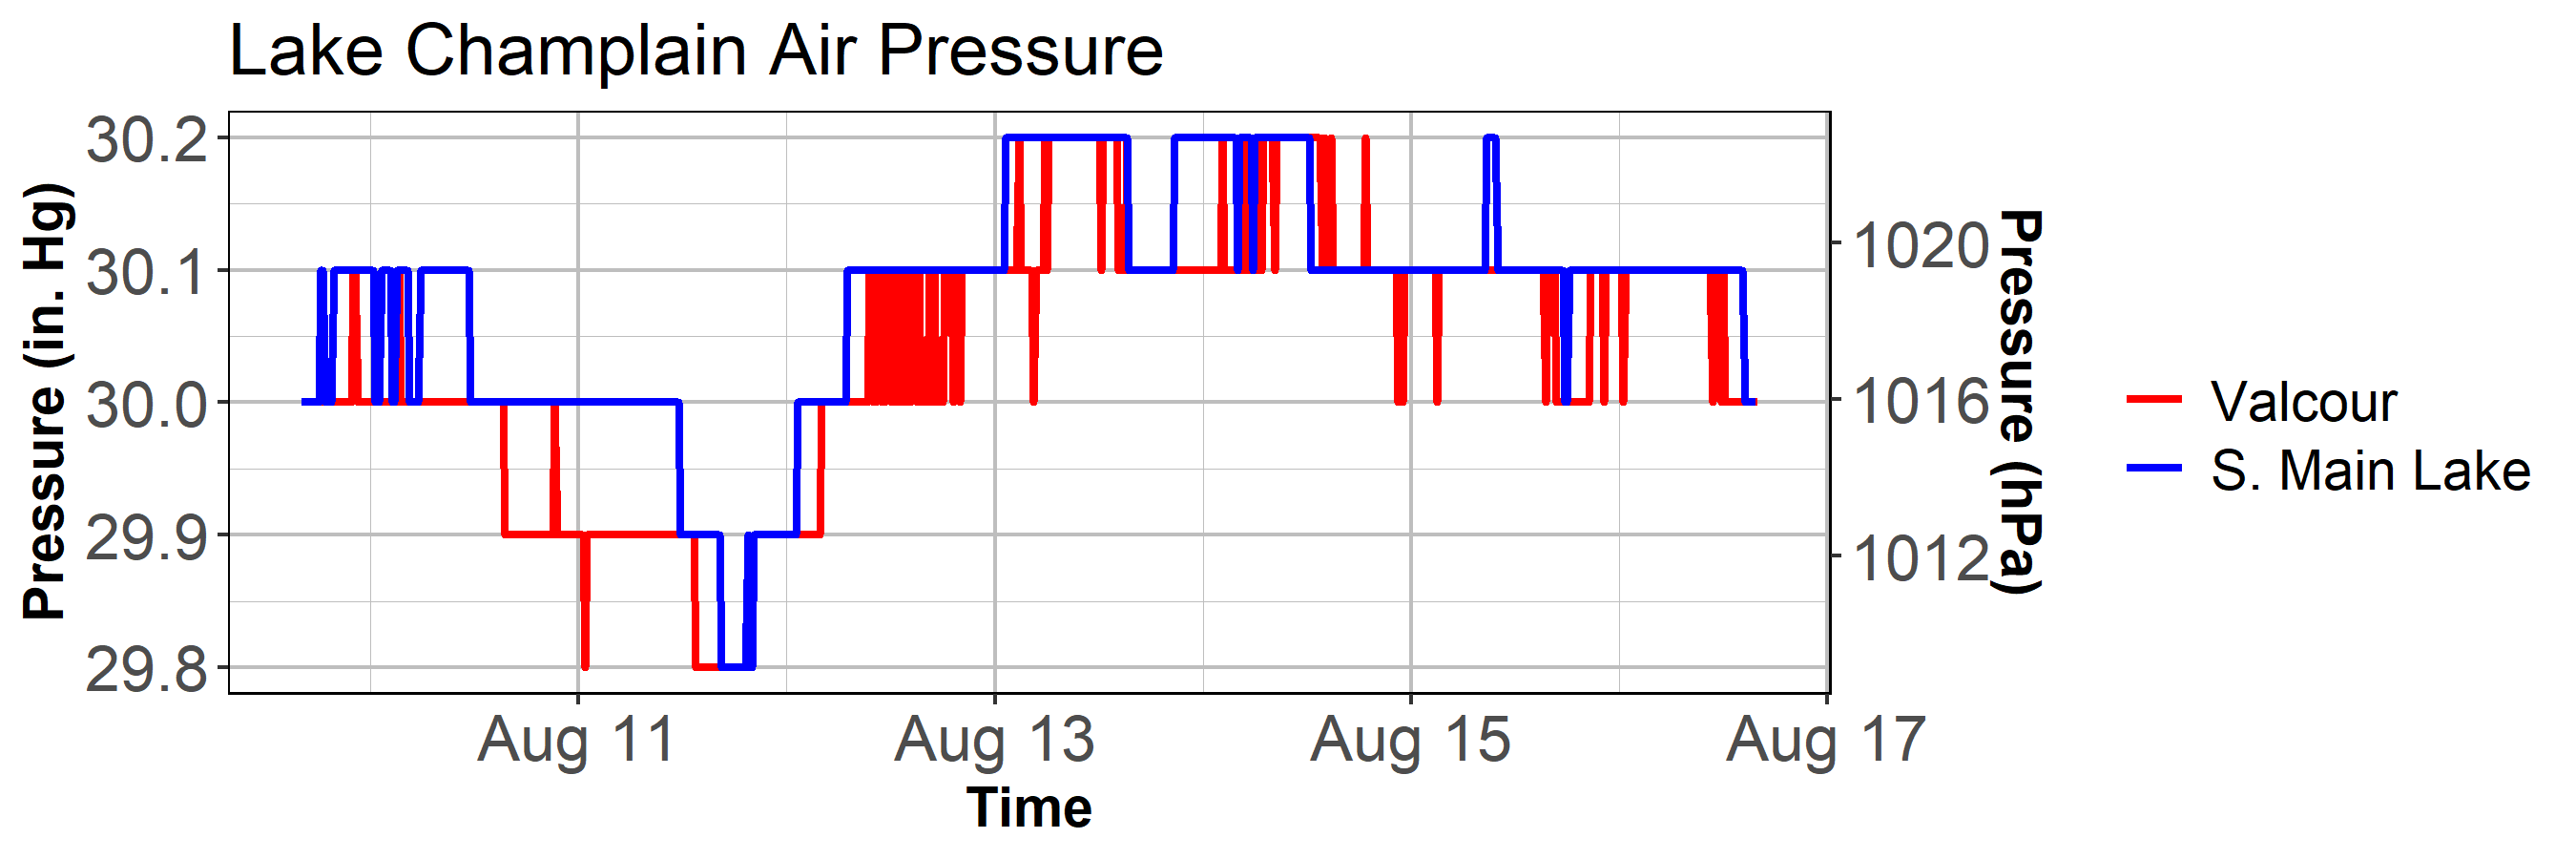 Lake Champlain Air Pressure
30.2
30.1
30.0
29.9
29.8
Pressure (in. Hg)
1020
1016
1012
Pressure (hPa)
Aug 11
Aug 13
Aug 15
Aug 17
Time
Valcour
S. Main Lake